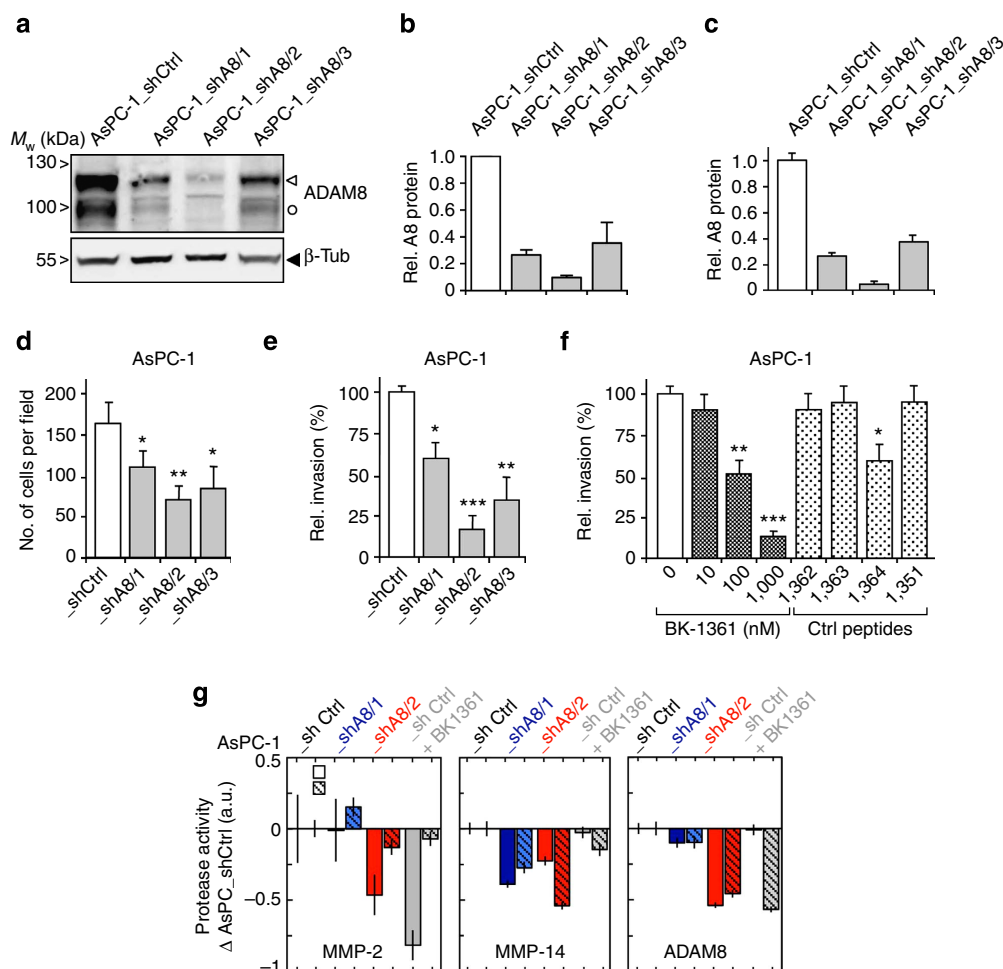 a
AsPC-1_shCtrl
AsPC-1_shA8/1
AsPC-1_shA8/2
AsPC-1_shA8/3
Mw (kDa)
130 >
100 >
ADAM8
55 >
β-Tub
b
AsPC-1_shCtrl
AsPC-1_shA8/1
AsPC-1_shA8/2
AsPC-1_shA8/3
Rel. A8 protein
1.0
0.8
0.6
0.4
0.2
0
c
AsPC-1_shCtrl
AsPC-1_shA8/1
AsPC-1_shA8/2
AsPC-1_shA8/3
Rel. A8 protein
1.0
0.8
0.6
0.4
0.2
0
d
AsPC-1
No. of cells per field
200
150
100
50
0
*
**
*
_shCtrl
_shA8/1
_shA8/2
_shA8/3
e
AsPC-1
Rel. invasion (%)
100
75
50
25
0
*
***
**
_shCtrl
_shA8/1
_shA8/2
_shA8/3
f
AsPC-1
Rel. invasion (%)
100
75
50
25
0
**
***
*
0
10
100
1,000
1,362
1,363
1,364
1,351
BK-1361 (nM)
Ctrl peptides
g
AsPC-1
_sh Ctrl
_shA8/1
_shA8/2
_sh Ctrl
+ BK1361
_sh Ctrl
_shA8/1
_shA8/2
_sh Ctrl
+ BK1361
_sh Ctrl
_shA8/1
_shA8/2
_sh Ctrl
+ BK1361
Protease activity
Δ AsPC_shCtrl (a.u.)
0.5
0
−0.5
−1
MMP-2
MMP-14
ADAM8